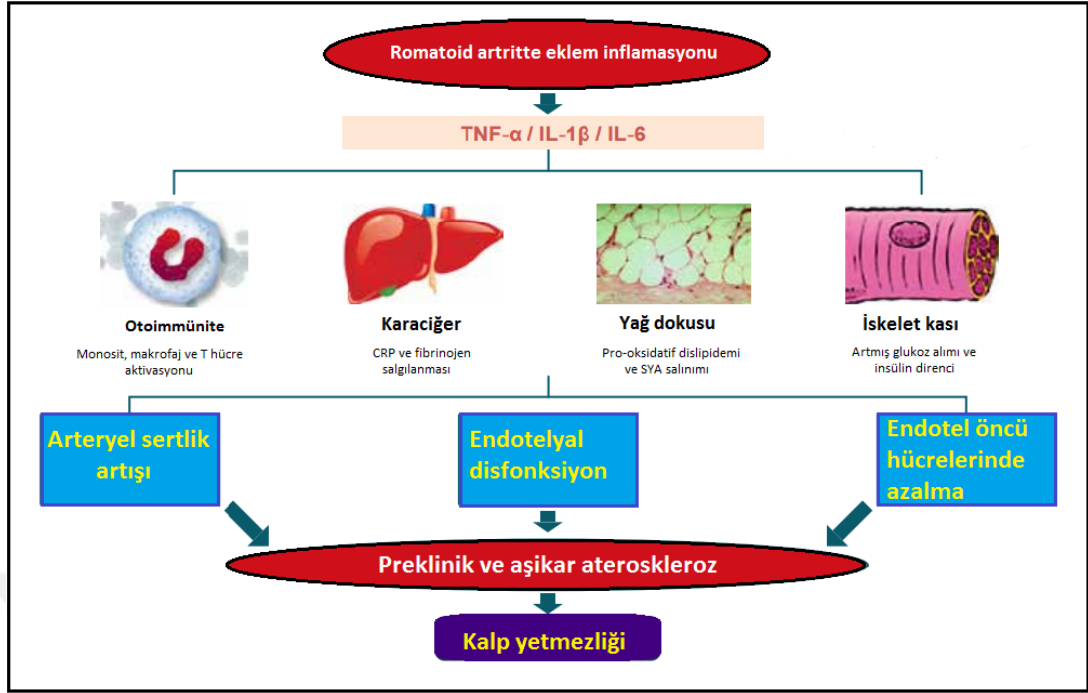 Romatoid artritte eklem inflamasyonu
TNF-α / IL-1β / IL-6
Otoimmünite
Monosit, makrofaj ve T hücre
aktivasyonu
Karaciğer
CRP ve fibrinojen
salgılanması
Yağ dokusu
Pro-oksidatif dislipidemi
ve SYA salınımı
İskelet kası
Artmış glukoz alımı ve
insülin direnci
Arteryel sertlik
artışı
Endotelyal
disfonksiyon
Endotel öncü
hücrelerinde
azalma
Preklinik ve aşikar ateroskleroz
Kalp yetmezliği